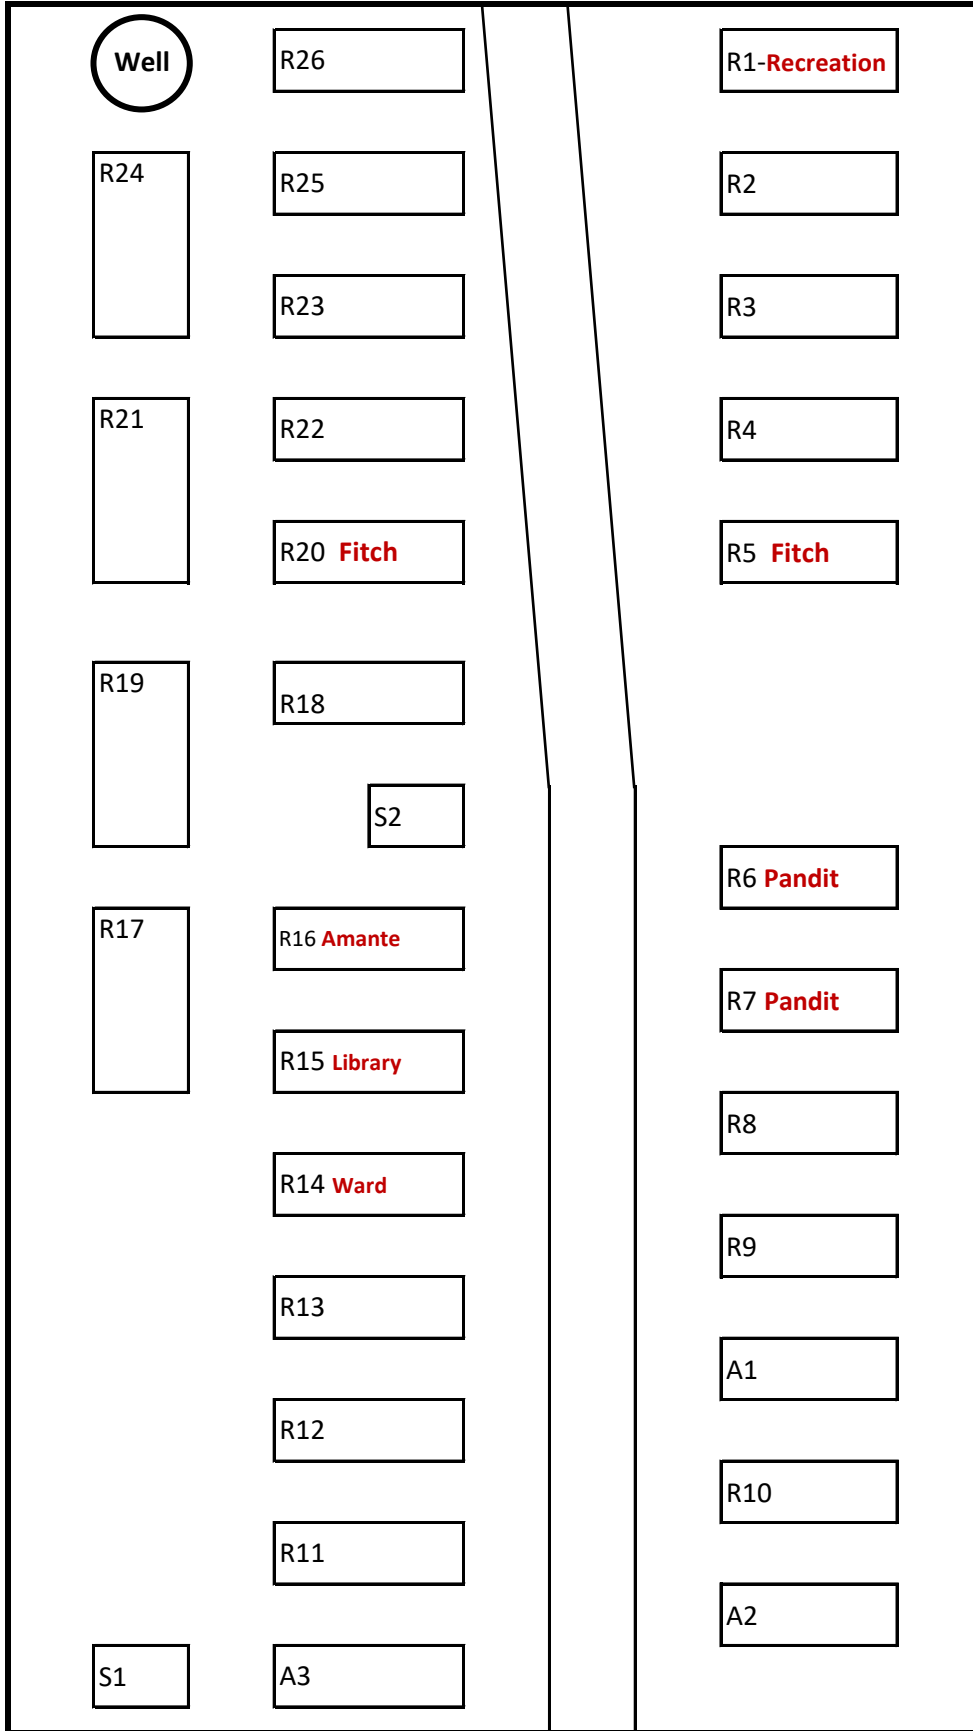 Well
R26
R1-Recreation
R24
R25
R2
R23
R3
R21
R22
R4
R20 Fitch
R5 Fitch
R19
R18
S2
R6 Pandit
R17
R16 Amante
R7 Pandit
R15 Library
R8
R14 Ward
R9
R13
A1
R12
R10
R11
A2
S1
A3